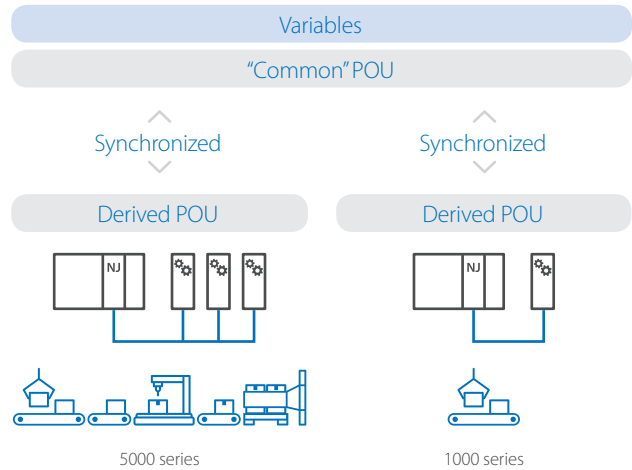 Variables
“Common” POU
Synchronized
Synchronized
Derived POU
Derived POU
NJ
NJ
5000 series
1000 series